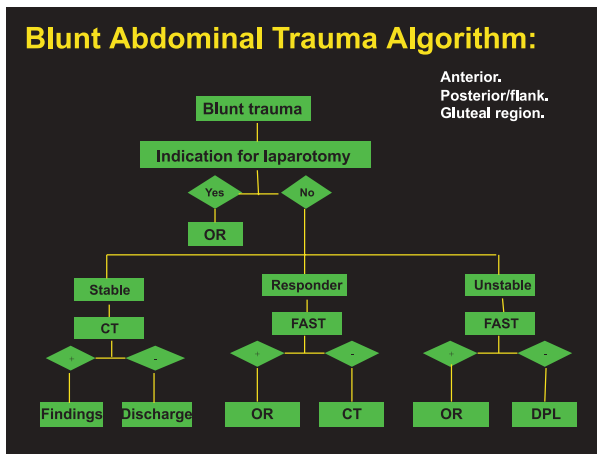 Blunt Abdominal Trauma Algorithm:
Anterior.
Posterior/flank.
Gluteal region.
Blunt trauma
Indication for laparotomy
Yes
No
OR
Stable
Responder
Unstable
CT
FAST
FAST
+
-
+
-
+
-
Findings
Discharge
OR
CT
OR
DPL